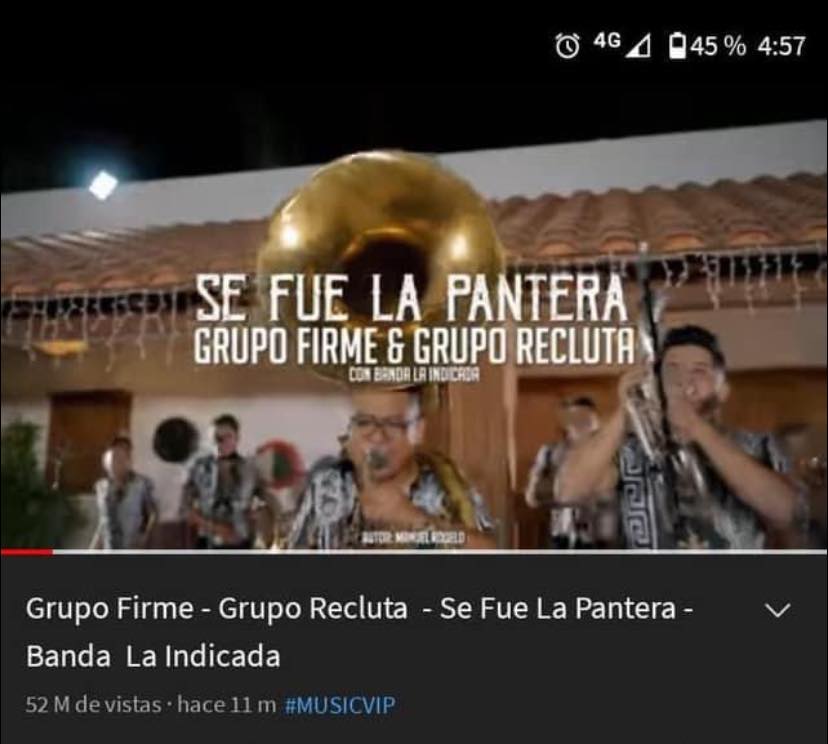 4G 45 % 4:57
SE FUE LA PANTERA
GRUPO FIRME & GRUPO RECLUTA
CON BANDA LA INDICADA
AUTOR: MANUEL
Grupo Firme - Grupo Recluta - Se Fue La Pantera -
Banda La Indicada
52 M de vistas · hace 11 m #MUSICVIP